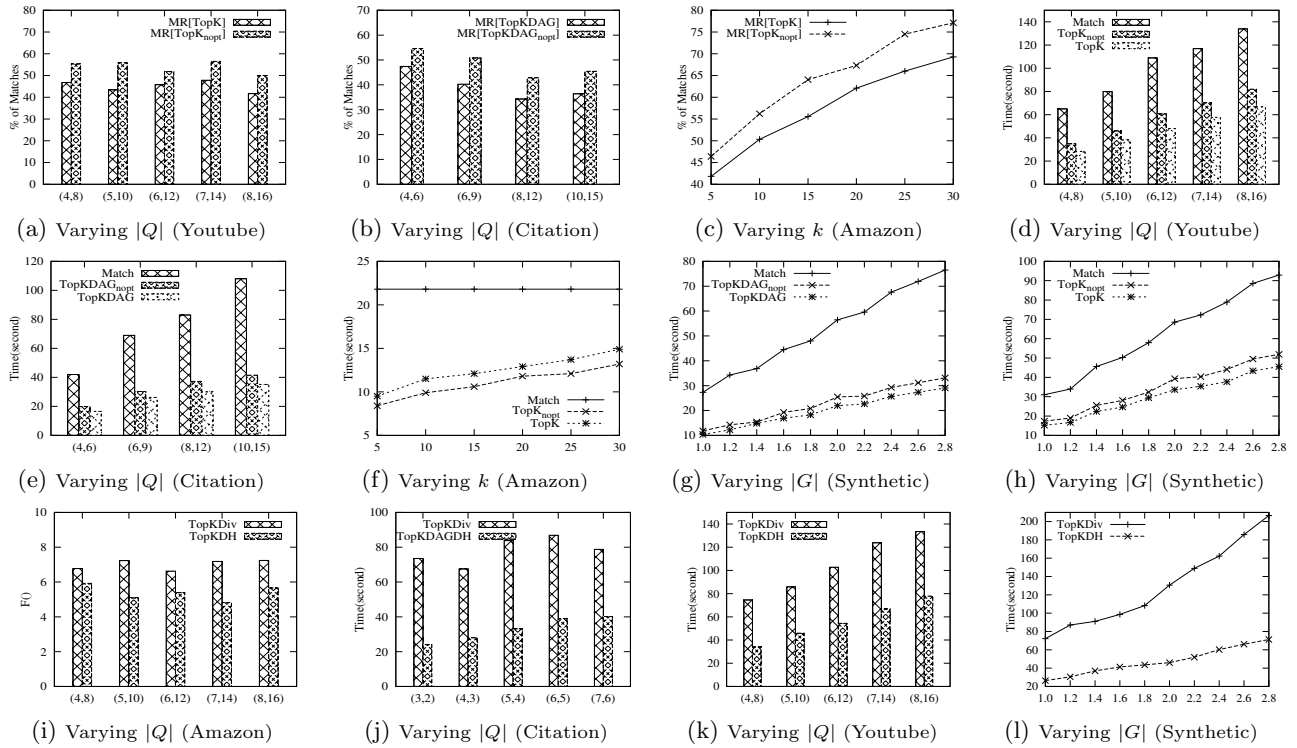 MR[TopK]
MR[TopKnopt]
% of Matches
80
70
60
50
40
30
20
10
0
(4,8) (5,10) (6,12) (7,14) (8,16)
(a) Varying |Q| (Youtube)
MR[TopKDAG]
MR[TopKDAGnopt]
% of Matches
70
60
50
40
30
20
10
0
(4,6) (6,9) (8,12) (10,15)
(b) Varying |Q| (Citation)
MR[TopK]
MR[TopKnopt]
% of Matches
80
75
70
65
60
55
50
45
40
5 10 15 20 25 30
(c) Varying k (Amazon)
Match
TopKnopt
TopK
Time(second)
140
120
100
80
60
40
20
0
(4,8) (5,10) (6,12) (7,14) (8,16)
(d) Varying |Q| (Youtube)
Match
TopKDAGnopt
TopKDAG
Time(second)
120
100
80
60
40
20
0
(4,6) (6,9) (8,12) (10,15)
(e) Varying |Q| (Citation)
Time(second)
25
20
15
10
5
Match
TopKnopt
TopK
5 10 15 20 25 30
(f) Varying k (Amazon)
Match
TopKDAGnopt
TopKDAG
Time(second)
80
70
60
50
40
30
20
10
1.0 1.2 1.4 1.6 1.8 2.0 2.2 2.4 2.6 2.8
(g) Varying |G| (Synthetic)
Match
TopKnopt
TopK
Time(second)
100
90
80
70
60
50
40
30
20
10
1.0 1.2 1.4 1.6 1.8 2.0 2.2 2.4 2.6 2.8
(h) Varying |G| (Synthetic)
TopKDiv
TopKDH
F()
10
8
6
4
2
0
(4,8) (5,10) (6,12) (7,14) (8,16)
(i) Varying |Q| (Amazon)
TopKDiv
TopKDAGDH
Time(second)
100
80
60
40
20
0
(3,2) (4,3) (5,4) (6,5) (7,6)
(j) Varying |Q| (Citation)
TopKDiv
TopKDH
Time(second)
140
120
100
80
60
40
20
0
(4,8) (5,10) (6,12) (7,14) (8,16)
(k) Varying |Q| (Youtube)
TopKDiv
TopKDH
Time(second)
200
180
160
140
120
100
80
60
40
20
1.0 1.2 1.4 1.6 1.8 2.0 2.2 2.4 2.6 2.8
(l) Varying |G| (Synthetic)